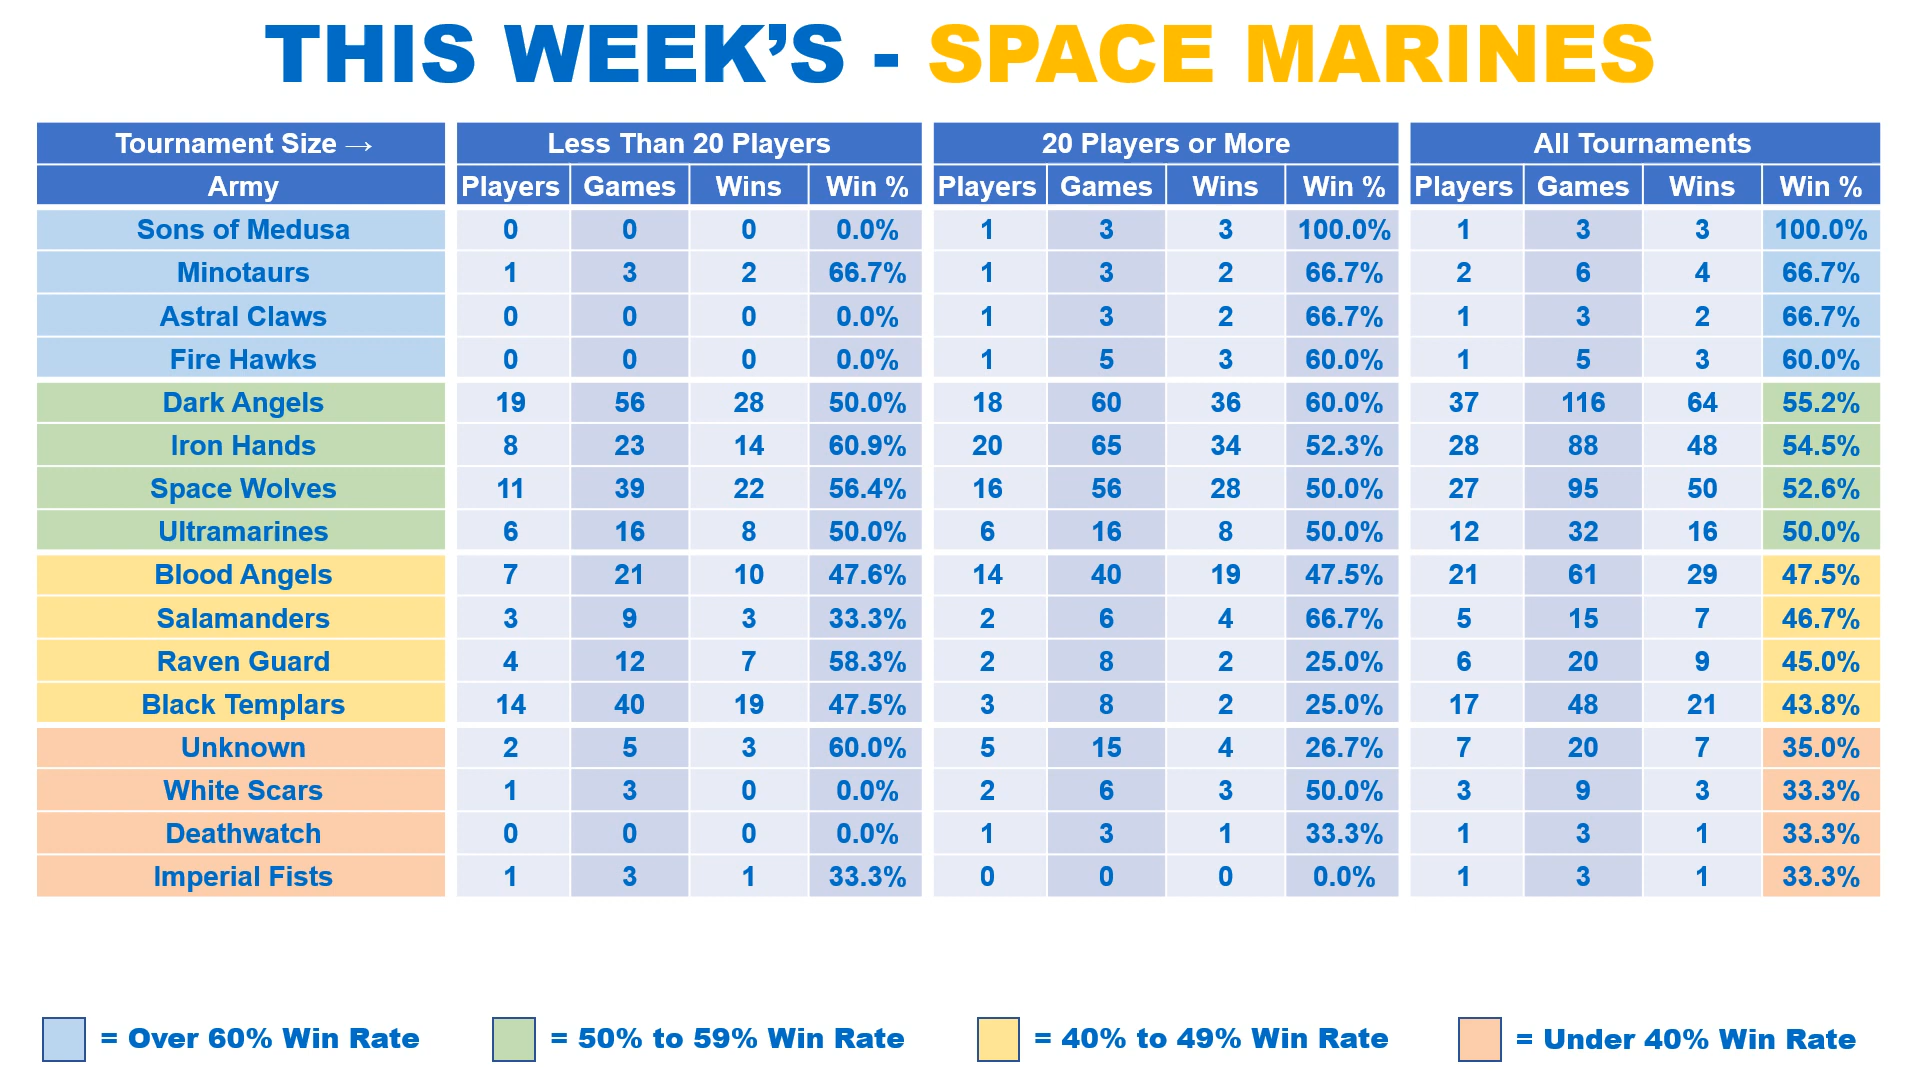 THIS WEEK’S - SPACE MARINES
Tournament Size → Less Than 20 Players 20 Players or More All Tournaments
Army Players Games Wins Win % Players Games Wins Win % Players Games Wins Win %
Sons of Medusa 0 0 0 0.0% 1 3 3 100.0% 1 3 3 100.0%
Minotaurs 1 3 2 66.7% 1 3 2 66.7% 2 6 4 66.7%
Astral Claws 0 0 0 0.0% 1 3 2 66.7% 1 3 2 66.7%
Fire Hawks 0 0 0 0.0% 1 5 3 60.0% 1 5 3 60.0%
Dark Angels 19 56 28 50.0% 18 60 36 60.0% 37 116 64 55.2%
Iron Hands 8 23 14 60.9% 20 65 34 52.3% 28 88 48 54.5%
Space Wolves 11 39 22 56.4% 16 56 28 50.0% 27 95 50 52.6%
Ultramarines 6 16 8 50.0% 6 16 8 50.0% 12 32 16 50.0%
Blood Angels 7 21 10 47.6% 14 40 19 47.5% 21 61 29 47.5%
Salamanders 3 9 3 33.3% 2 6 4 66.7% 5 15 7 46.7%
Raven Guard 4 12 7 58.3% 2 8 2 25.0% 6 20 9 45.0%
Black Templars 14 40 19 47.5% 3 8 2 25.0% 17 48 21 43.8%
Unknown 2 5 3 60.0% 5 15 4 26.7% 7 20 7 35.0%
White Scars 1 3 0 0.0% 2 6 3 50.0% 3 9 3 33.3%
Deathwatch 0 0 0 0.0% 1 3 1 33.3% 1 3 1 33.3%
Imperial Fists 1 3 1 33.3% 0 0 0 0.0% 1 3 1 33.3%
= Over 60% Win Rate = 50% to 59% Win Rate = 40% to 49% Win Rate = Under 40% Win Rate